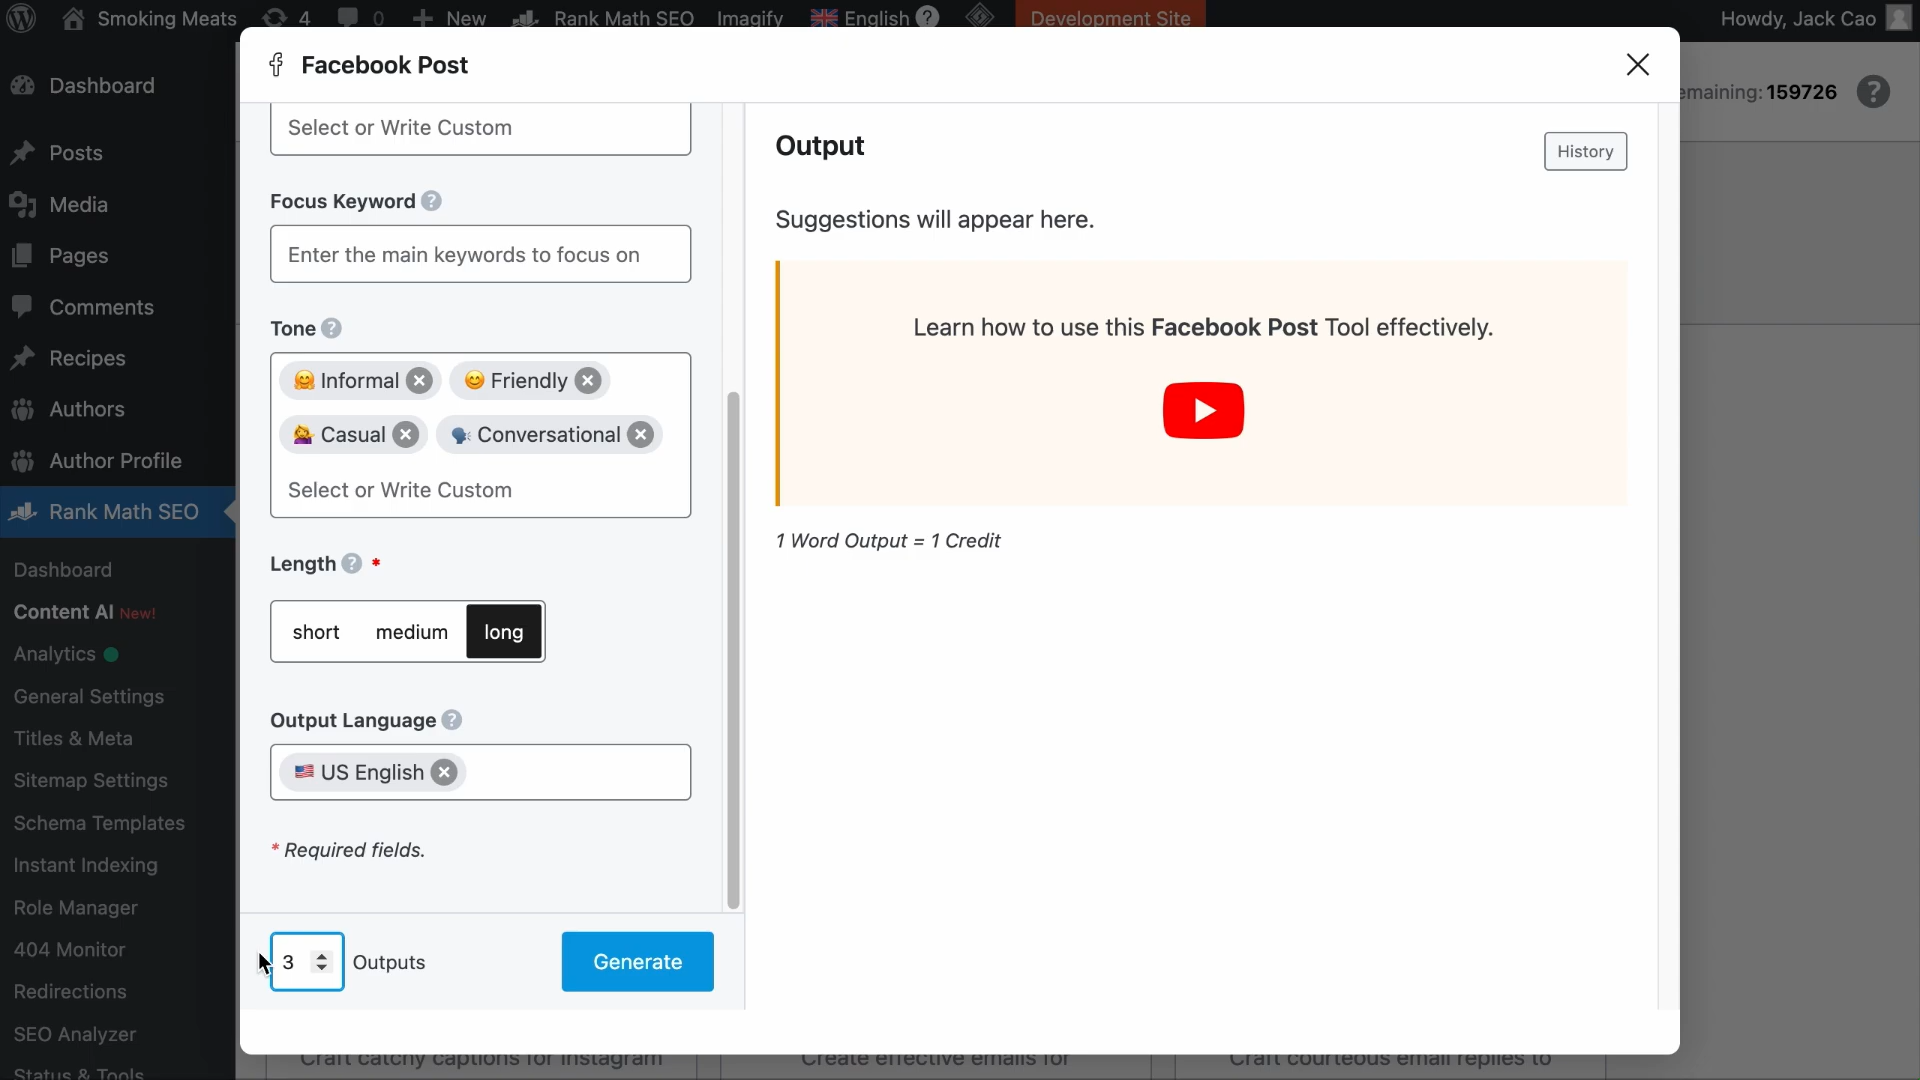 Smoking Meats
4
0
New
Rank Math SEO
Imagify
English
Development Site
Howdy, Jack Cao
Dashboard
Posts
Media
Pages
Comments
Recipes
Authors
Author Profile
Rank Math SEO
Dashboard
Content AI New!
Analytics
General Settings
Titles & Meta
Sitemap Settings
Schema Templates
Instant Indexing
Role Manager
404 Monitor
Redirections
SEO Analyzer
Status & Tools
Facebook Post
Select or Write Custom
Focus Keyword
Enter the main keywords to focus on
Tone
Informal
Friendly
Casual
Conversational
Select or Write Custom
Length *
short medium long
Output Language
US English
* Required fields.
3 Outputs
Generate
Output
History
Suggestions will appear here.
Learn how to use this Facebook Post Tool effectively.
1 Word Output = 1 Credit
emaining: 159726
Craft catchy captions for Instagram
Create effective emails for
Craft courteous email replies to